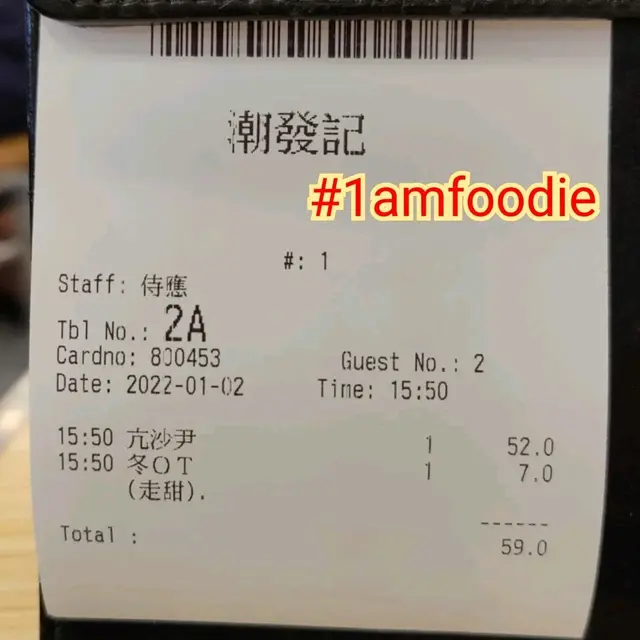 潮發記
#1amfoodie
#: 1
Staff: 侍應
Tbl No.: 2A
Cardno: 800453 Guest No.: 2
Date: 2022-01-02 Time: 15:50
15:50 亢沙尹 1 52.0
15:50 冬OT 1 7.0
(走甜).
------
Total : 59.0